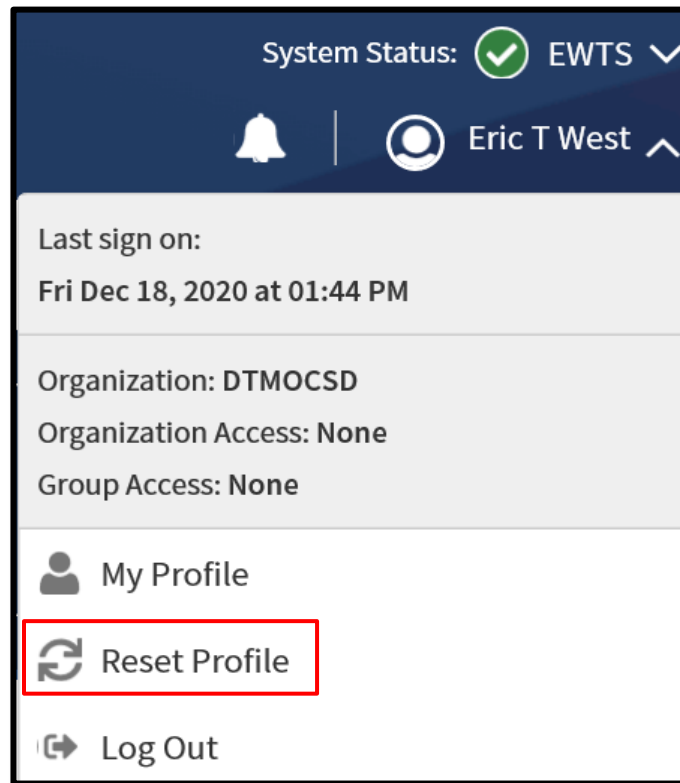 System Status: EWTS
Eric T West
Last sign on:
Fri Dec 18, 2020 at 01:44 PM
Organization: DTMOCSD
Organization Access: None
Group Access: None
My Profile
Reset Profile
Log Out